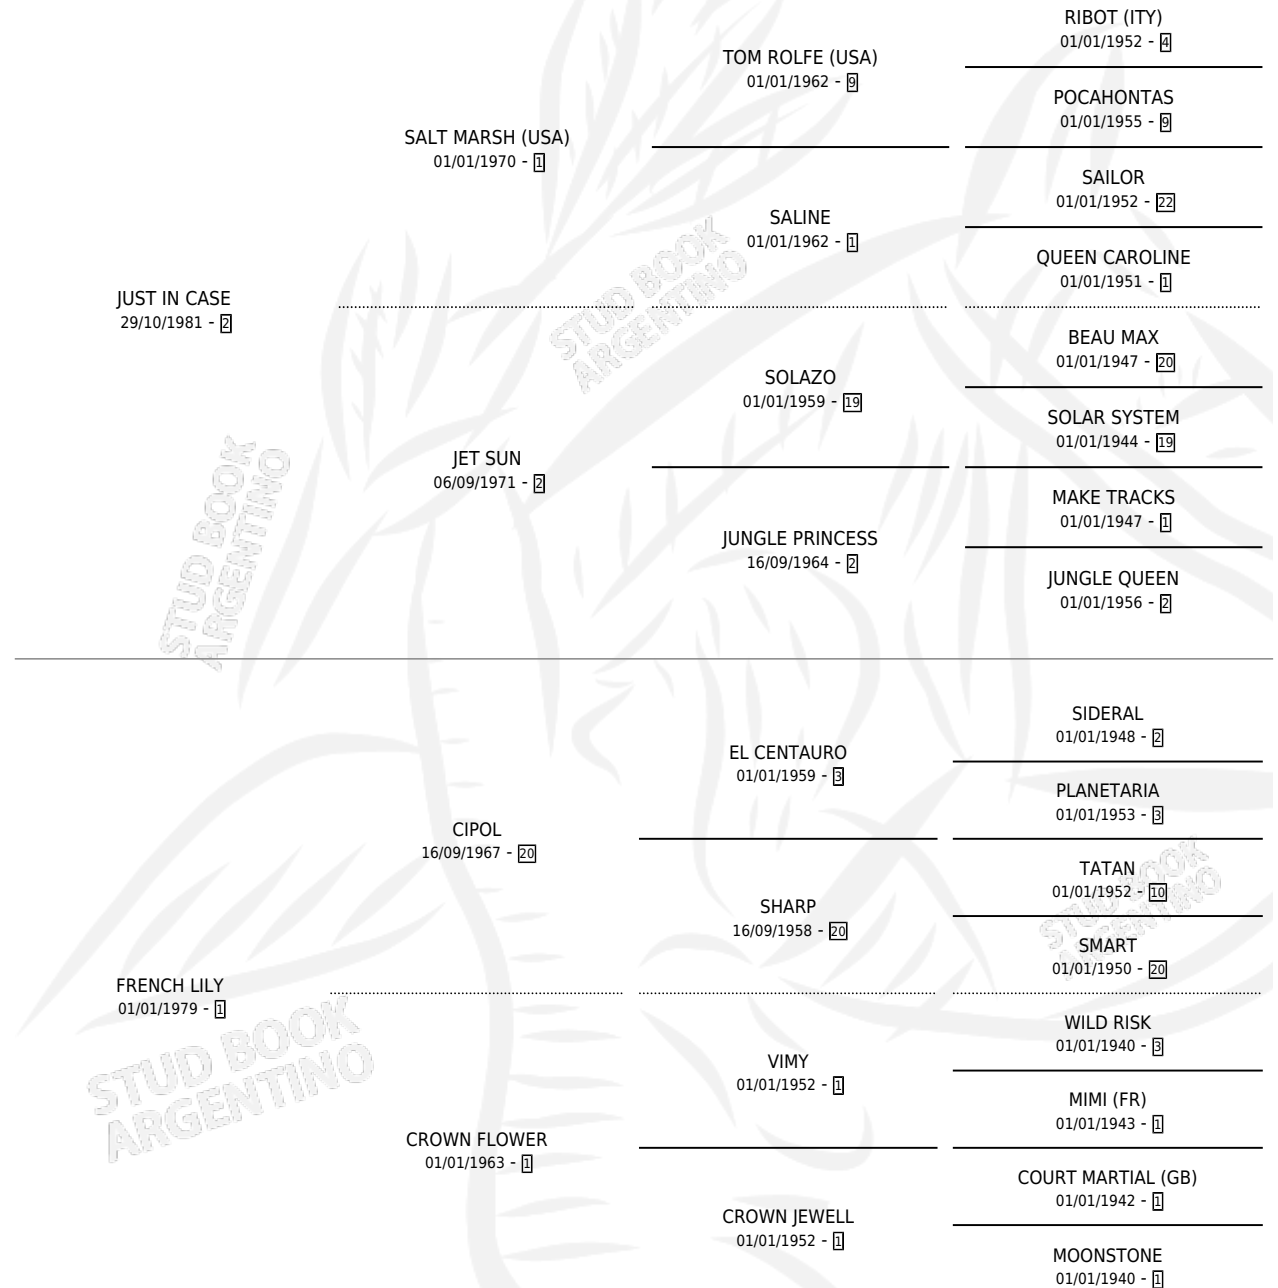 RIBOT (ITY)
01/01/1952 - 4
TOM ROLFE (USA)
01/01/1962 - 9
POCAHONTAS
01/01/1955 - 9
SALT MARSH (USA)
01/01/1970 - 1
SAILOR
01/01/1952 - 22
SALINE
01/01/1962 - 1
QUEEN CAROLINE
01/01/1951 - 1
JUST IN CASE
29/10/1981 - 2
STUD BOOK
ARGENTINO
BEAU MAX
01/01/1947 - 20
SOLAZO
01/01/1959 - 19
SOLAR SYSTEM
01/01/1944 - 19
JET SUN
06/09/1971 - 2
MAKE TRACKS
01/01/1947 - 1
JUNGLE PRINCESS
16/09/1964 - 2
JUNGLE QUEEN
01/01/1956 - 2
STUD BOOK
ARGENTINO
SIDERAL
01/01/1948 - 2
EL CENTAURO
01/01/1959 - 3
PLANETARIA
01/01/1953 - 3
CIPOL
16/09/1967 - 20
TATAN
01/01/1952 - 10
SHARP
16/09/1958 - 20
SMART
01/01/1950 - 20
STUD BOOK
ARGENTINO
FRENCH LILY
01/01/1979 - 1
STUD BOOK
ARGENTINO
WILD RISK
01/01/1940 - 3
VIMY
01/01/1952 - 1
MIMI (FR)
01/01/1943 - 1
CROWN FLOWER
01/01/1963 - 1
COURT MARTIAL (GB)
01/01/1942 - 1
CROWN JEWELL
01/01/1952 - 1
MOONSTONE
01/01/1940 - 1